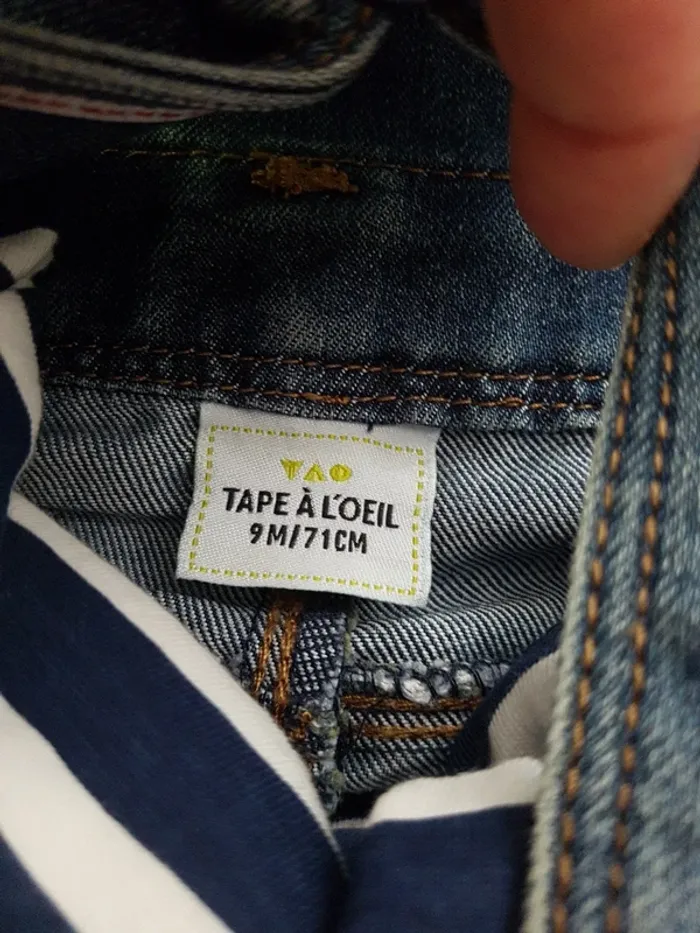 TAO
TAPE À L'OEIL
9M/71CM